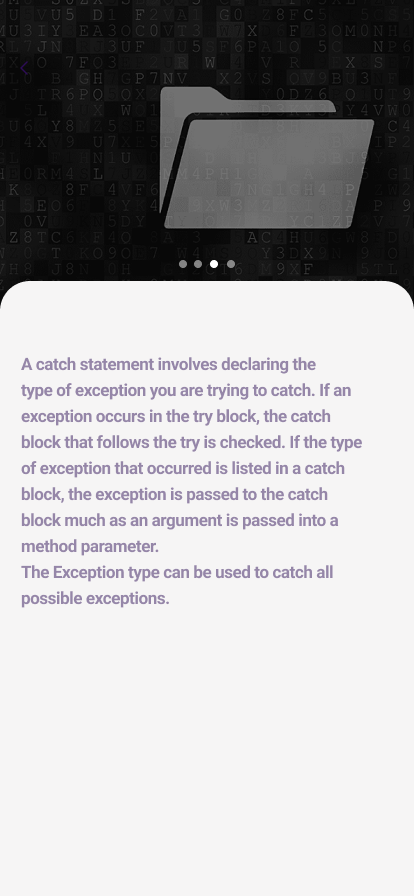 A catch statement involves declaring the
type of exception you are trying to catch. If an
exception occurs in the try block, the catch
block that follows the try is checked. If the type
of exception that occurred is listed in a catch
block, the exception is passed to the catch
block much as an argument is passed into a
method parameter.
The Exception type can be used to catch all
possible exceptions.